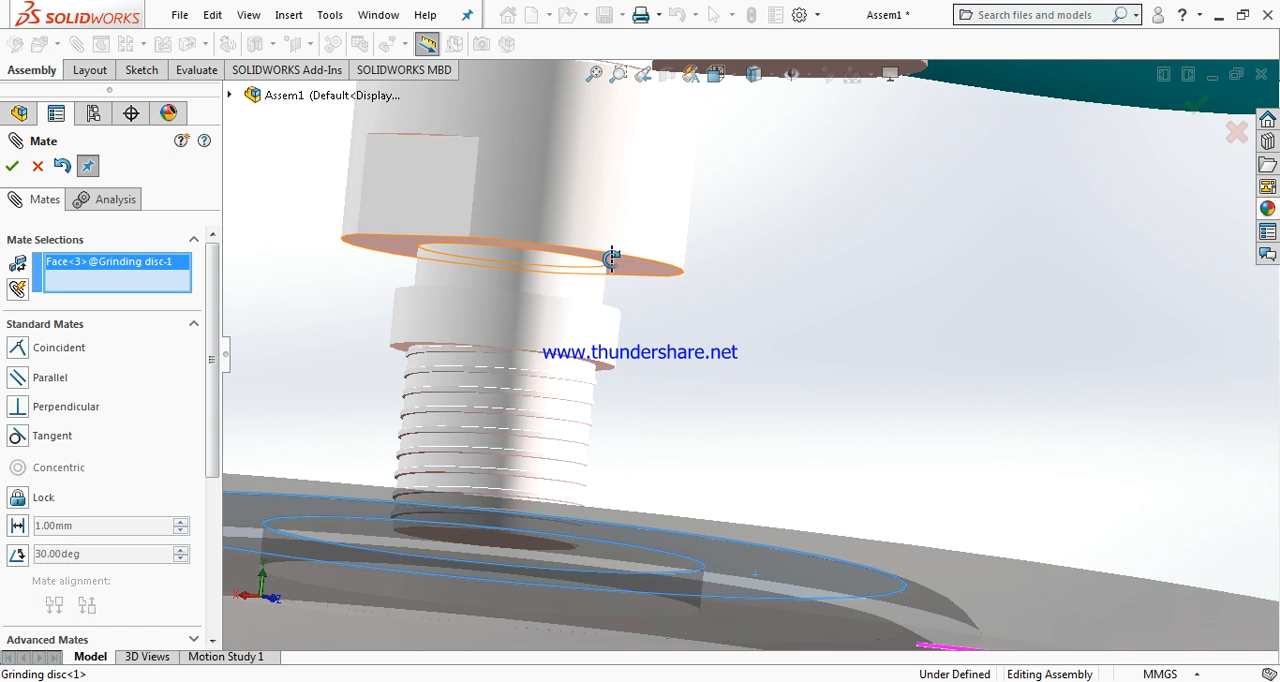 SOLIDWORKS File Edit View Insert Tools Window Help Assem1 * Search files and models
Assembly Layout Sketch Evaluate SOLIDWORKS Add-Ins SOLIDWORKS MBD
Assem1 (Default<Display...
Mate
Mates Analysis
Mate Selections
Face<3>@Grinding disc-1
Standard Mates
Coincident
Parallel
Perpendicular
Tangent
Concentric
Lock
1.00mm
30.00deg
Mate alignment:
Advanced Mates
www.thundershare.net
Model 3D Views Motion Study 1
Grinding disc<1> Under Defined Editing Assembly MMGS